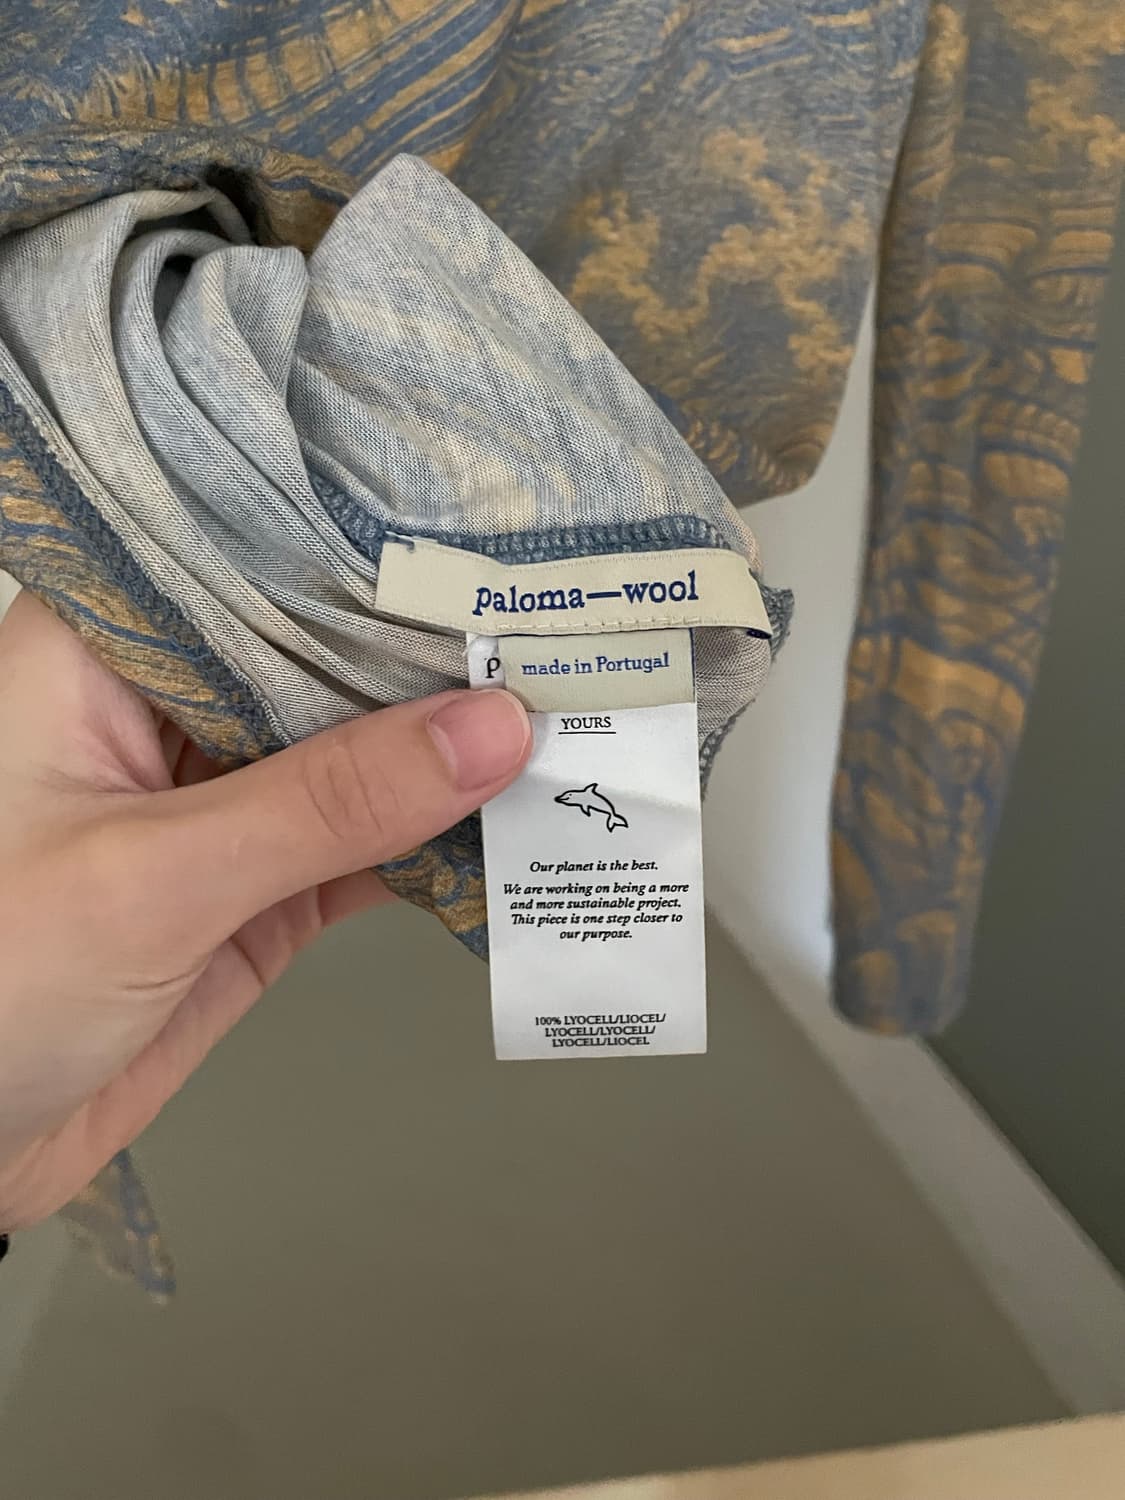 paloma—wool
P
made in Portugal
YOURS
Our planet is the best.
We are working on being a more
and more sustainable project.
This piece is one step closer to
our purpose.
100% LYOCELL/LIOCEL/
LYOCELL/LYOCELL/
LYOCELL/LIOCEL